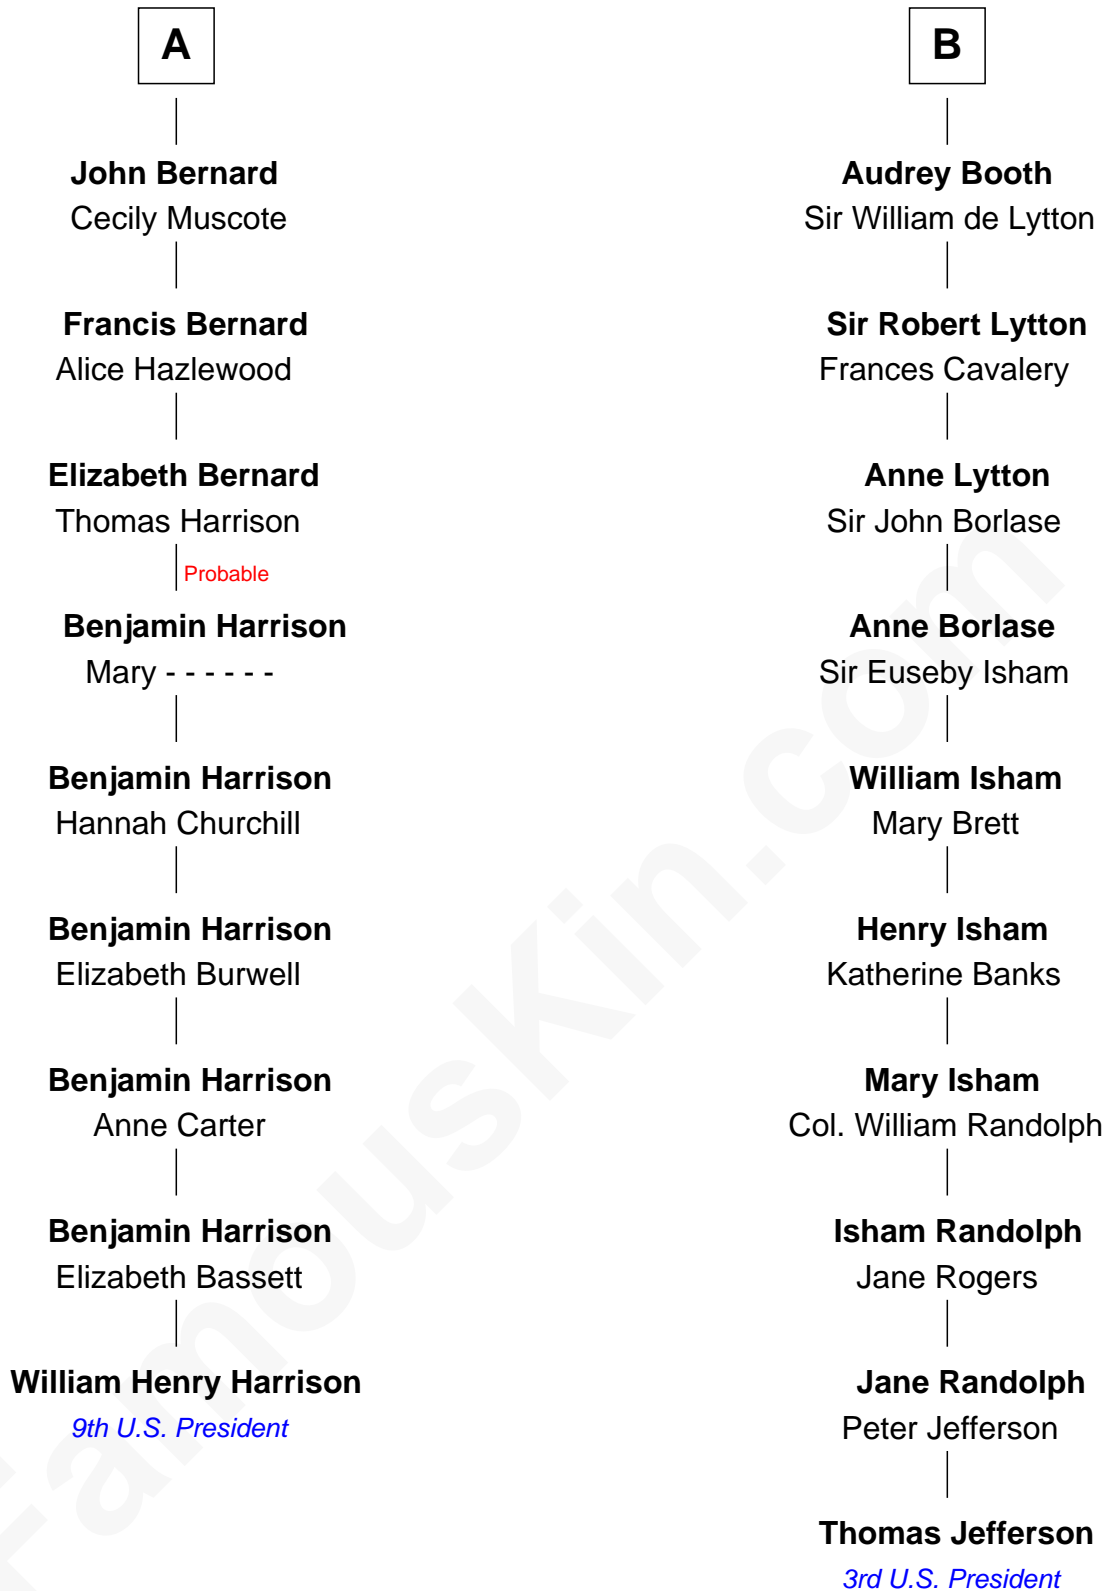 A
John Bernard
Cecily Muscote
Francis Bernard
Alice Hazlewood
Elizabeth Bernard
Thomas Harrison
Probable
Benjamin Harrison
Mary - - - - - -
Benjamin Harrison
Hannah Churchill
Benjamin Harrison
Elizabeth Burwell
Benjamin Harrison
Anne Carter
Benjamin Harrison
Elizabeth Bassett
William Henry Harrison
9th U.S. President
B
Audrey Booth
Sir William de Lytton
Sir Robert Lytton
Frances Cavalery
Anne Lytton
Sir John Borlase
Anne Borlase
Sir Euseby Isham
William Isham
Mary Brett
Henry Isham
Katherine Banks
Mary Isham
Col. William Randolph
Isham Randolph
Jane Rogers
Jane Randolph
Peter Jefferson
Thomas Jefferson
3rd U.S. President
FamousKin.com